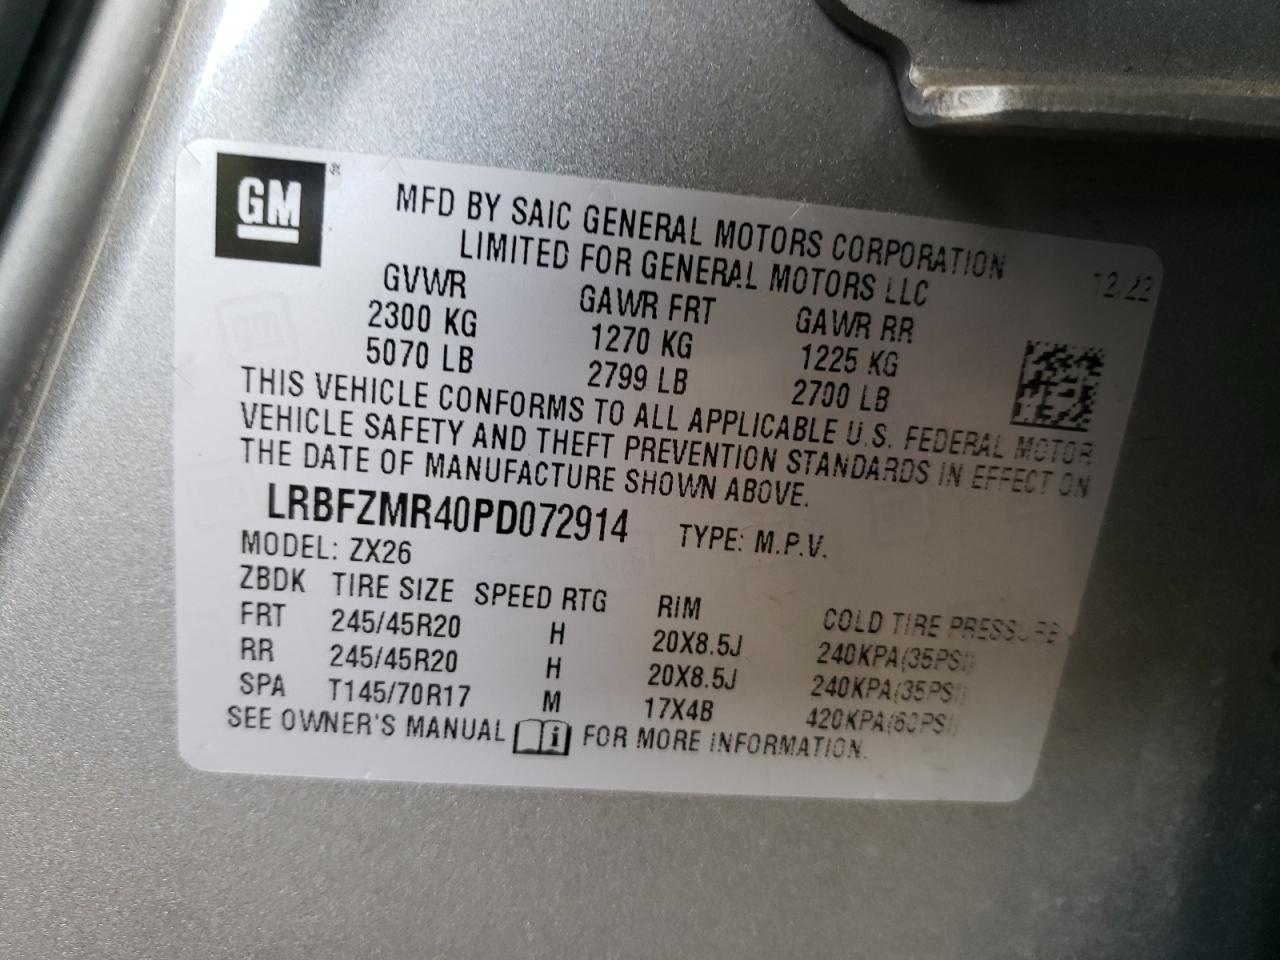 GM
MFD BY SAIC GENERAL MOTORS CORPORATION
LIMITED FOR GENERAL MOTORS LLC
12/22
GVWR GAWR FRT GAWR RR
2300 KG 1270 KG 1225 KG
5070 LB 2799 LB 2700 LB
THIS VEHICLE CONFORMS TO ALL APPLICABLE U.S. FEDERAL MOTOR
VEHICLE SAFETY AND THEFT PREVENTION STANDARDS IN EFFECT ON
THE DATE OF MANUFACTURE SHOWN ABOVE.
LRBFZMR40PD072914 TYPE: M.P.V.
MODEL: ZX26
ZBDK TIRE SIZE SPEED RTG RIM COLD TIRE PRESSURE
FRT 245/45R20 H 20X8.5J 240KPA(35PSI)
RR 245/45R20 H 20X8.5J 240KPA(35PSI)
SPA T145/70R17 M 17X4B 420KPA(60PSI)
SEE OWNER'S MANUAL i FOR MORE INFORMATION.